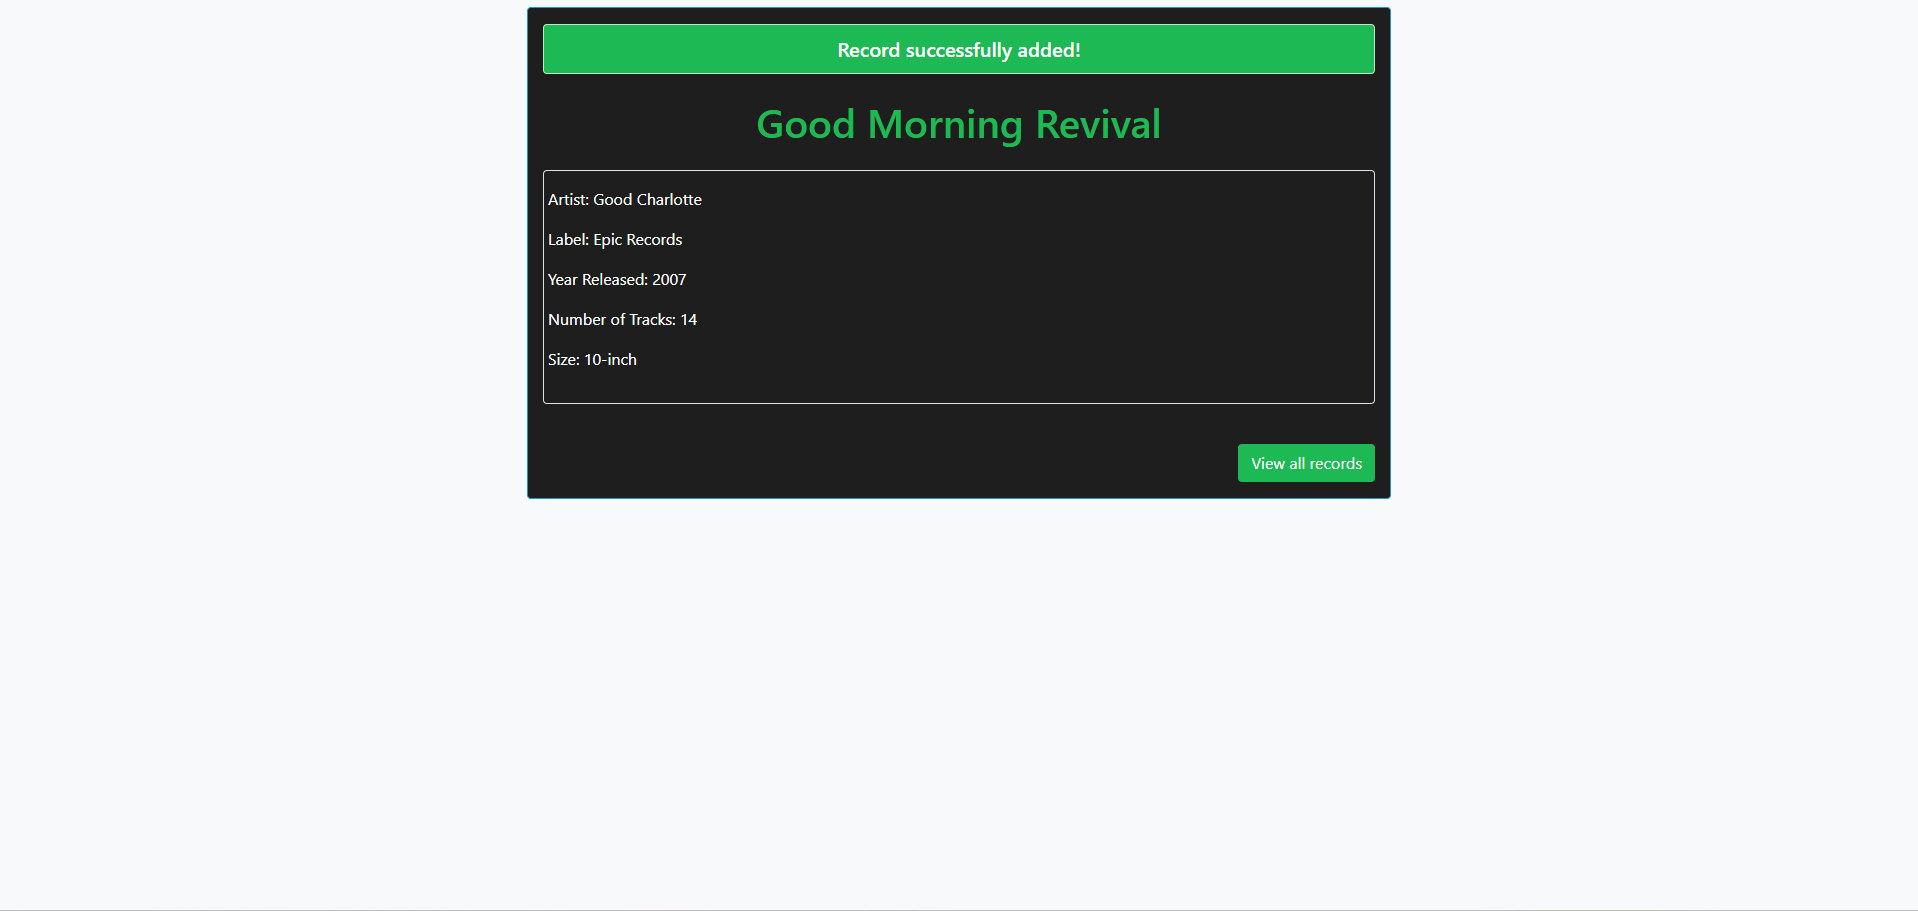 Record successfully added!
Good Morning Revival
Artist: Good Charlotte
Label: Epic Records
Year Released: 2007
Number of Tracks: 14
Size: 10-inch
View all records